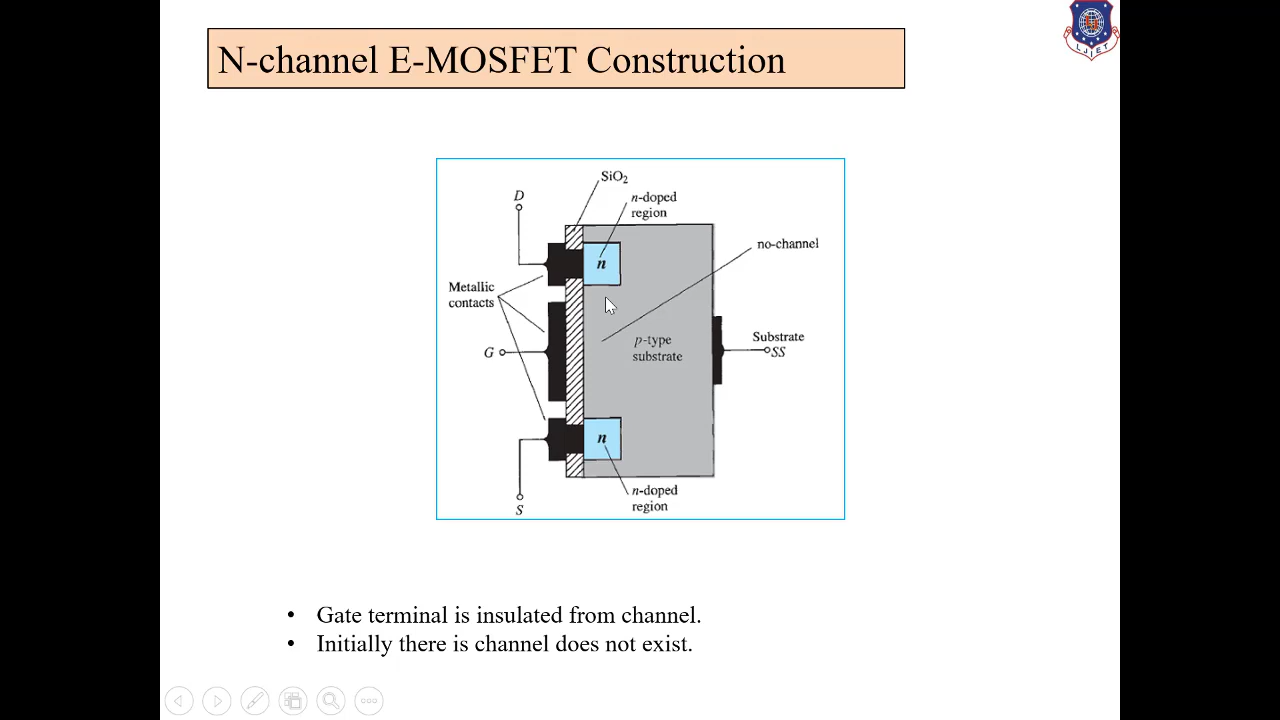 N-channel E-MOSFET Construction
LJIET
SiO₂
D
n-doped
region
no-channel
n
Metallic
contacts
p-type
substrate
Substrate
SS
G
n
n-doped
region
S
• Gate terminal is insulated from channel.
• Initially there is channel does not exist.